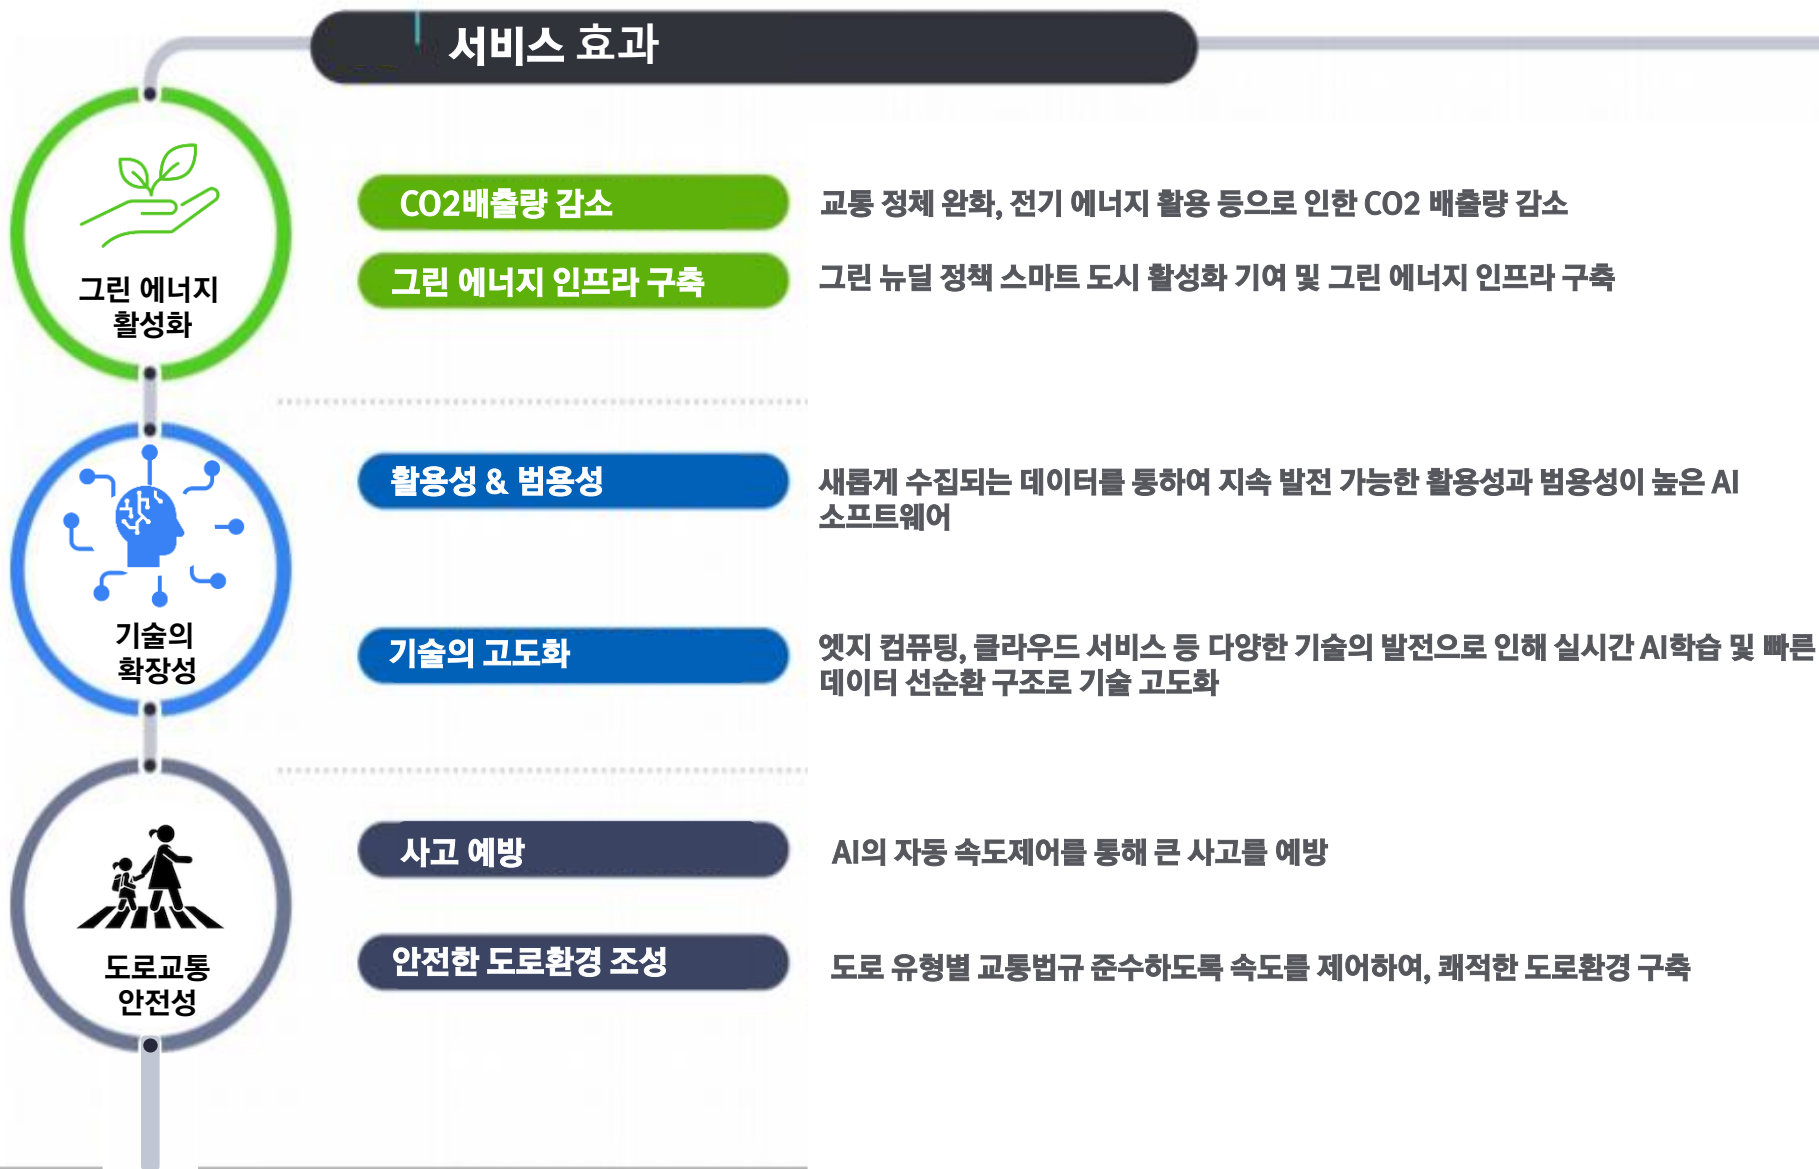 서비스 효과
그린 에너지
활성화
CO2배출량 감소
교통 정체 완화, 전기 에너지 활용 등으로 인한 CO2 배출량 감소
그린 에너지 인프라 구축
그린 뉴딜 정책 스마트 도시 활성화 기여 및 그린 에너지 인프라 구축
기술의
확장성
활용성 & 범용성
새롭게 수집되는 데이터를 통하여 지속 발전 가능한 활용성과 범용성이 높은 AI
소프트웨어
기술의 고도화
엣지 컴퓨팅, 클라우드 서비스 등 다양한 기술의 발전으로 인해 실시간 AI학습 및 빠른
데이터 선순환 구조로 기술 고도화
도로교통
안전성
사고 예방
AI의 자동 속도제어를 통해 큰 사고를 예방
안전한 도로환경 조성
도로 유형별 교통법규 준수하도록 속도를 제어하여, 쾌적한 도로환경 구축